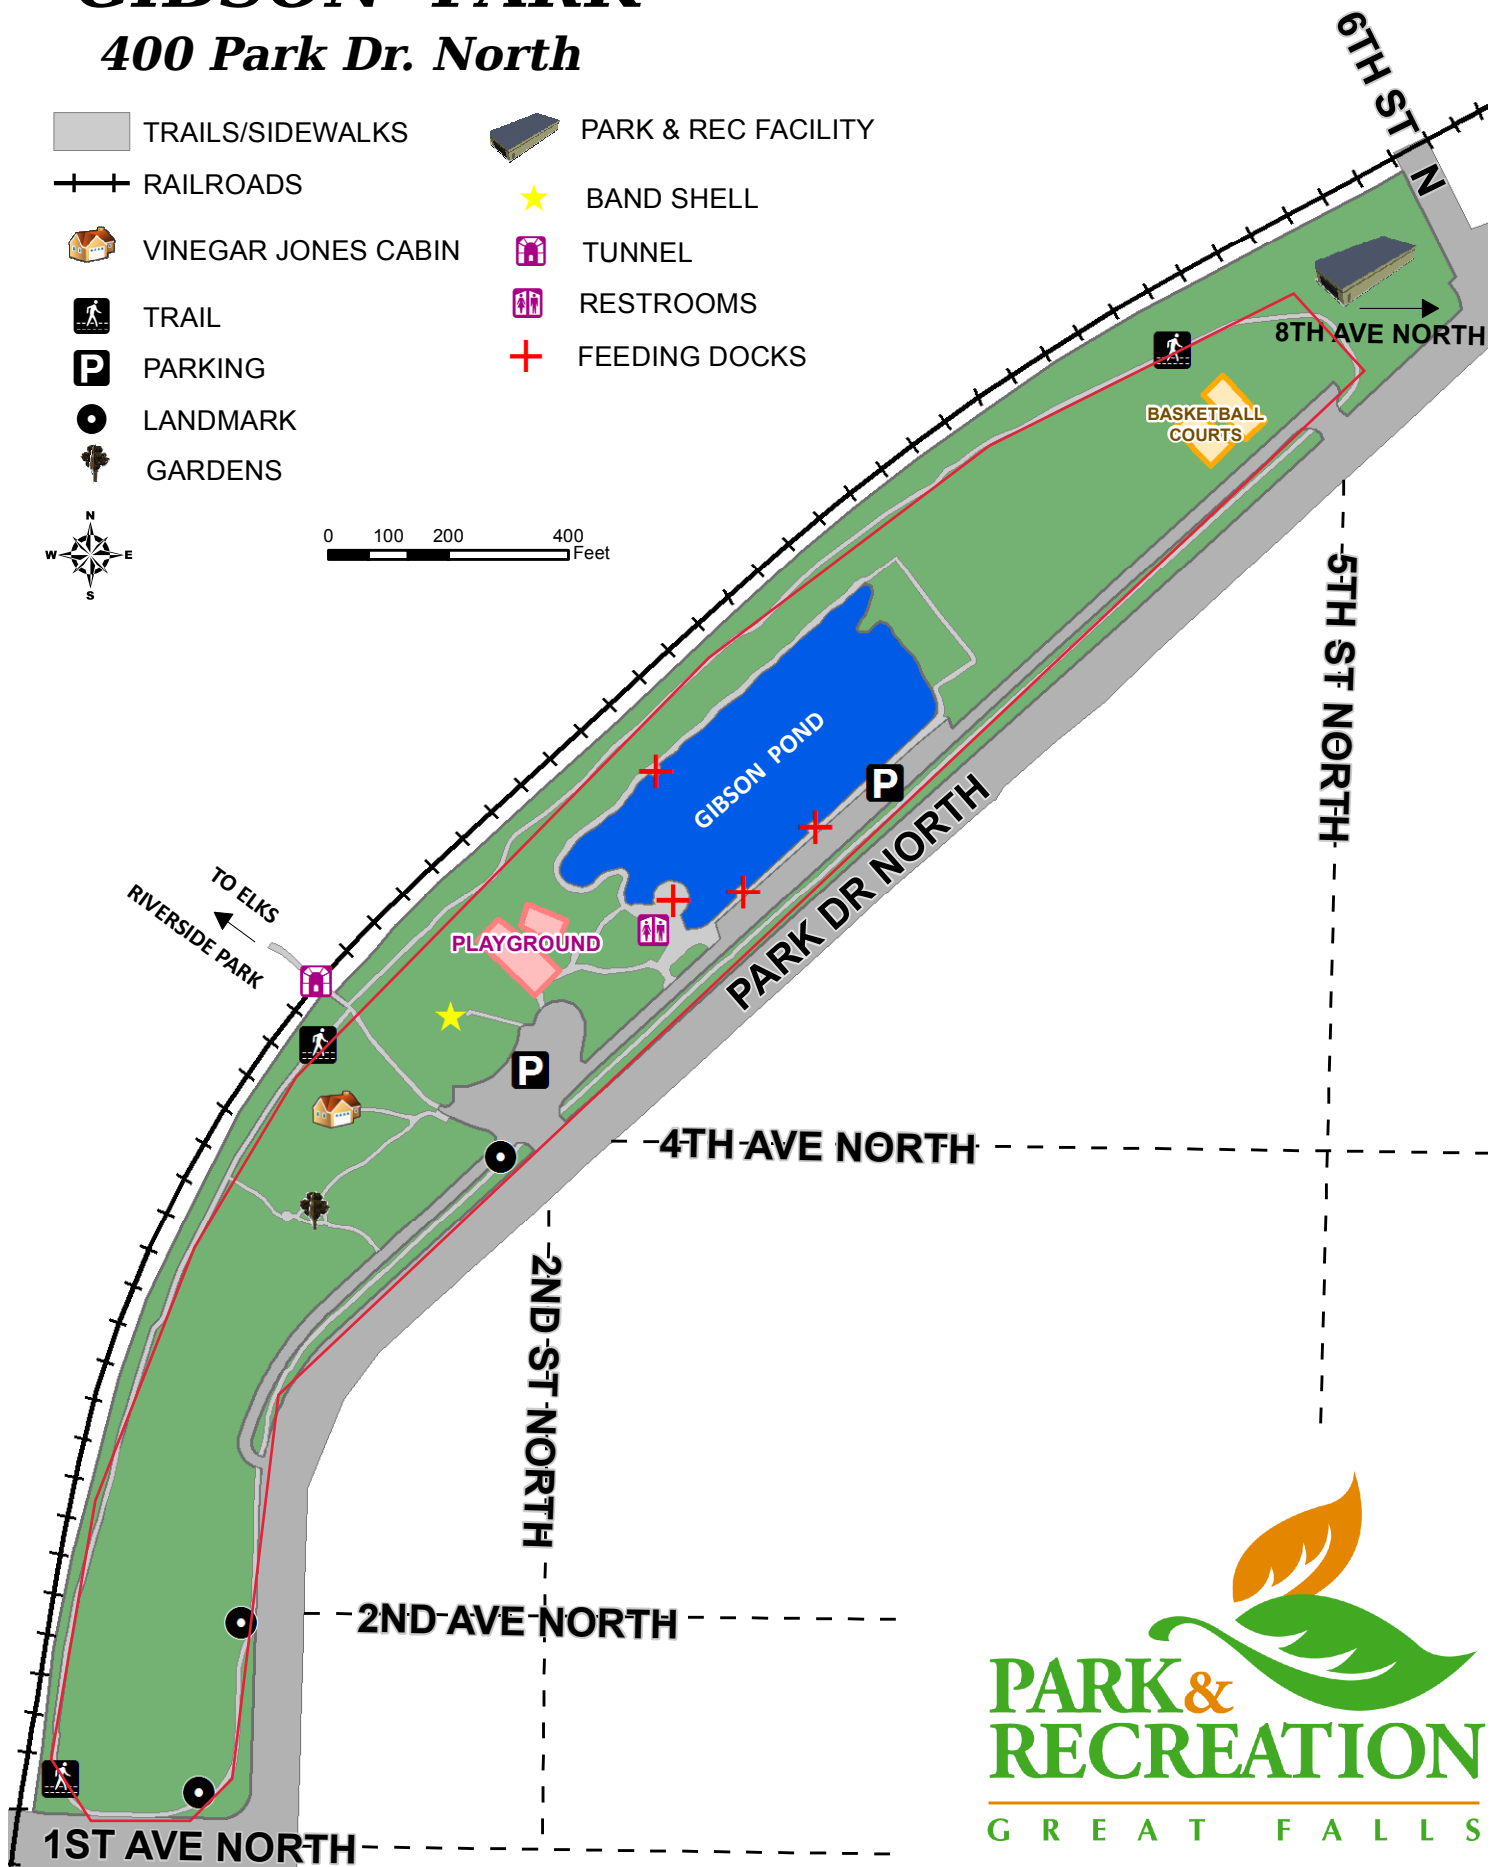 GIBSON PARK
400 Park Dr. North
TRAILS/SIDEWALKS
RAILROADS
VINEGAR JONES CABIN
TRAIL
P
PARKING
LANDMARK
GARDENS
PARK & REC FACILITY
BAND SHELL
TUNNEL
RESTROOMS
FEEDING DOCKS
N
W E
S
0 100 200 400
Feet
6TH ST N
8TH AVE NORTH
BASKETBALL
COURTS
5TH ST NORTH
GIBSON POND
P
PARK DR NORTH
TO ELKS
RIVERSIDE PARK
PLAYGROUND
P
4TH AVE NORTH
2ND ST NORTH
2ND AVE NORTH
1ST AVE NORTH
PARK&
RECREATION
GREAT FALLS